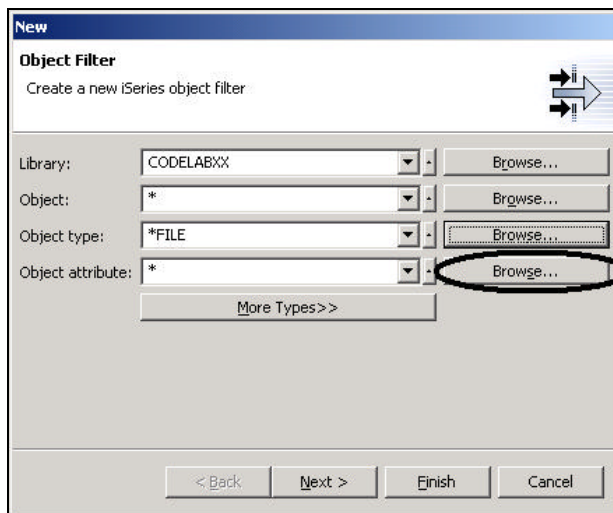 New
Object Filter
Create a new iSeries object filter
Library: CODELABXX Browse...
Object: * Browse...
Object type: *FILE Browse...
Object attribute: * Browse...
More Types>>
< Back Next > Finish Cancel